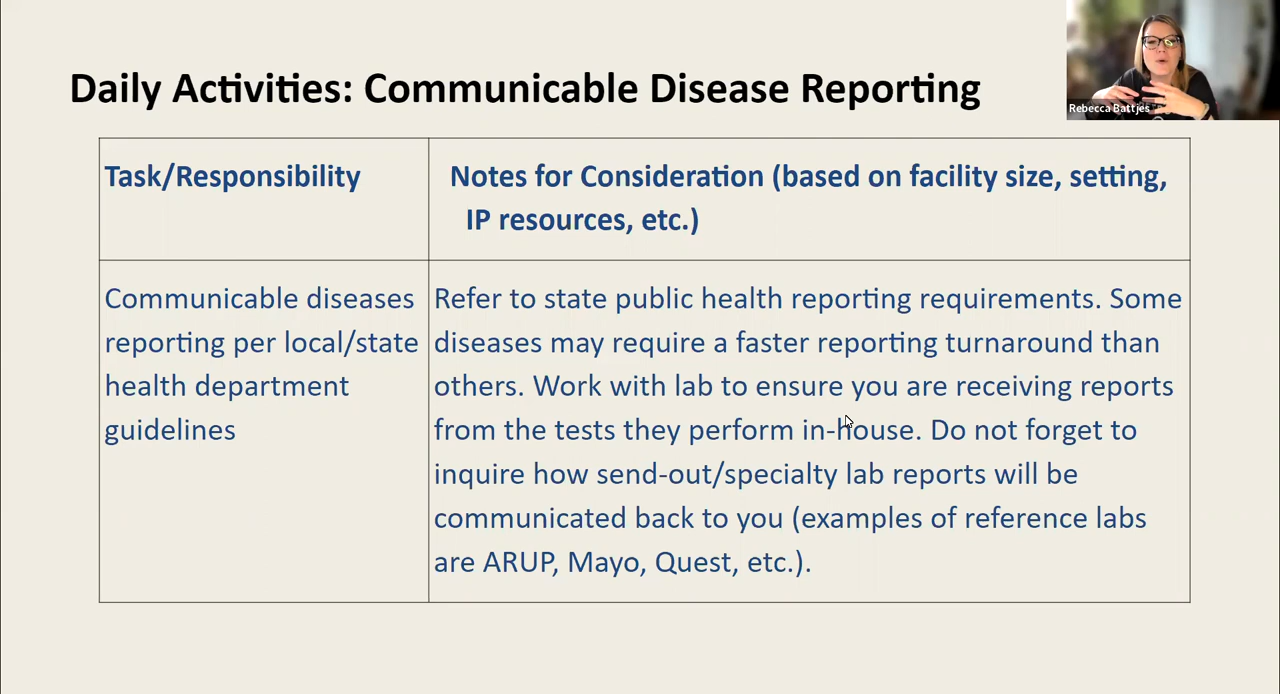 Daily Activities: Communicable Disease Reporting
Rebecca Battjes
Task/Responsibility
Notes for Consideration (based on facility size, setting,
IP resources, etc.)
Communicable diseases
reporting per local/state
health department
guidelines
Refer to state public health reporting requirements. Some
diseases may require a faster reporting turnaround than
others. Work with lab to ensure you are receiving reports
from the tests they perform in-house. Do not forget to
inquire how send-out/specialty lab reports will be
communicated back to you (examples of reference labs
are ARUP, Mayo, Quest, etc.).